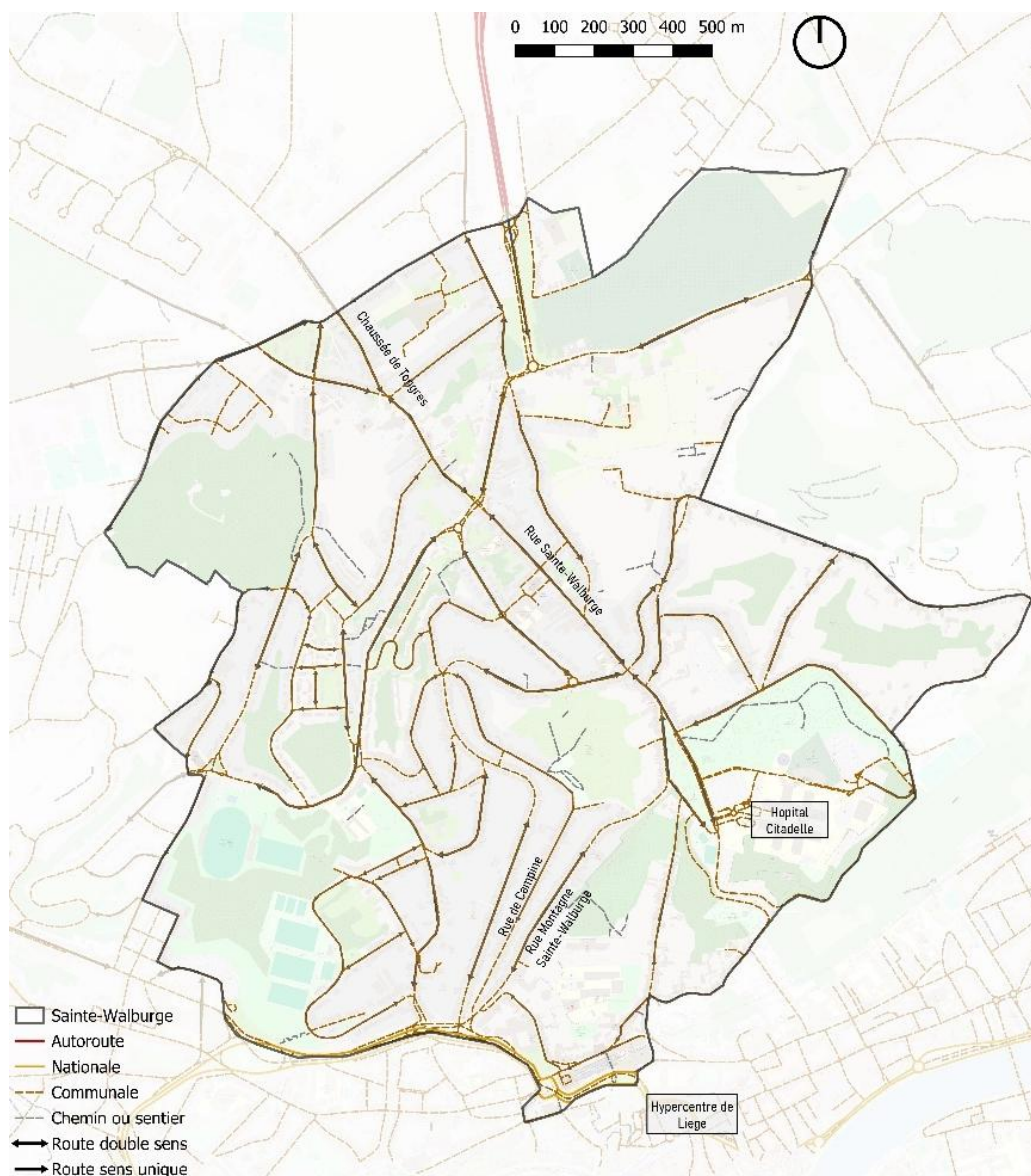 0 100 200 300 400 500 m
Chaussée de Tongres
Rue Sainte-Walburge
Hopital
Citadelle
Rue de Campine
Rue Montagne
Sainte-Walburge
Sainte-Walburge
Autoroute
Nationale
Communale
Chemin ou sentier
Route double sens
Route sens unique
Hypercentre de
Liege